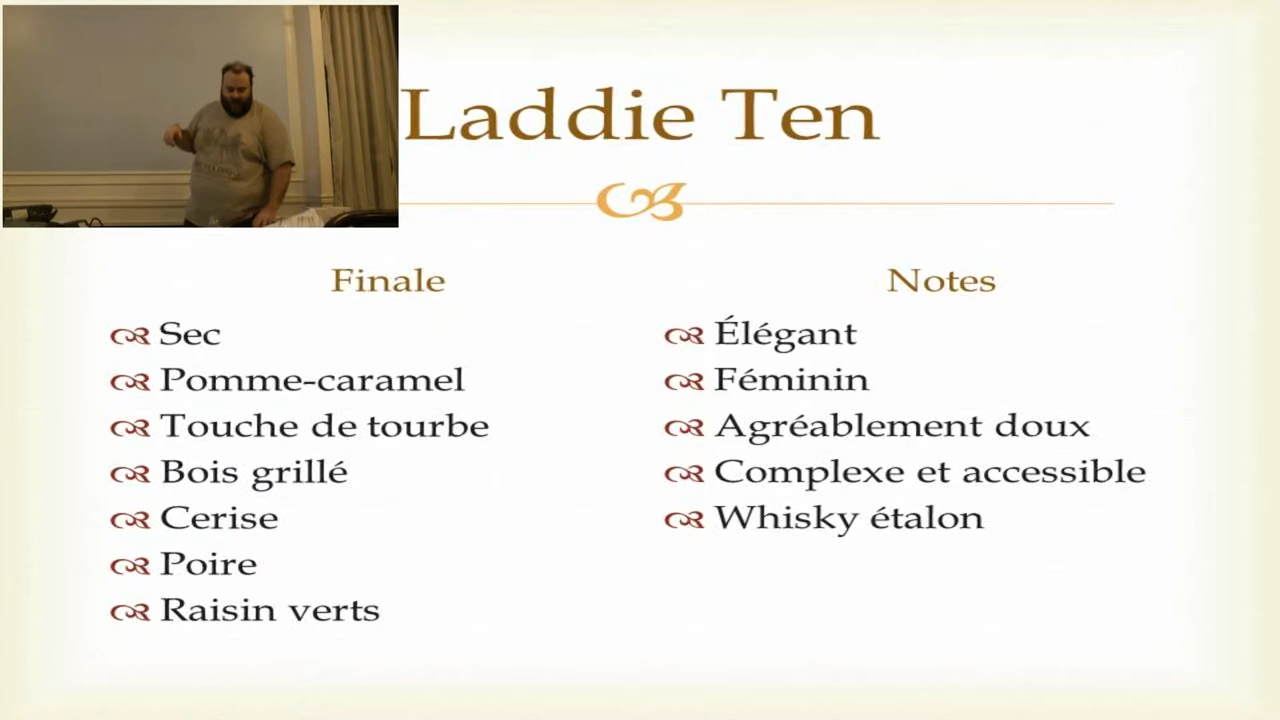 Laddie Ten
Finale
Sec
Pomme-caramel
Touche de tourbe
Bois grillé
Cerise
Poire
Raisin verts
Notes
Élégant
Féminin
Agréablement doux
Complexe et accessible
Whisky étalon